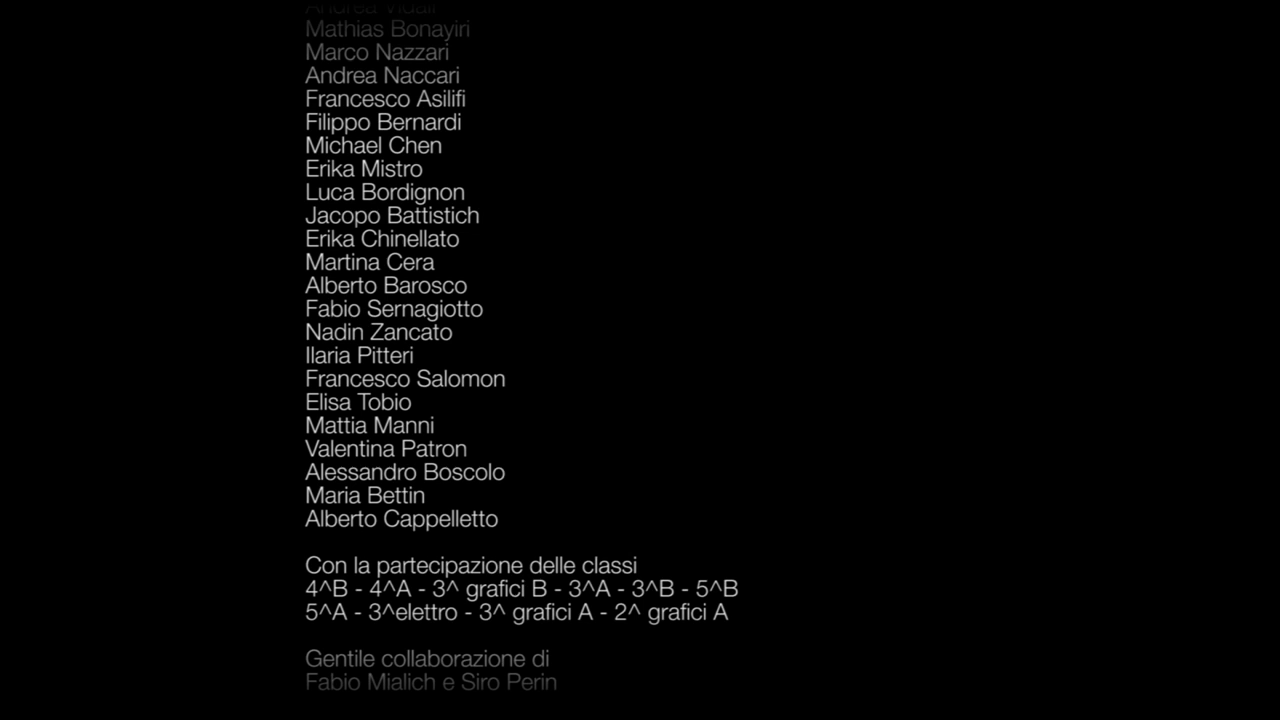 Andrea Vidali
Mathias Bonayiri
Marco Nazzari
Andrea Naccari
Francesco Asilifi
Filippo Bernardi
Michael Chen
Erika Mistro
Luca Bordignon
Jacopo Battistich
Erika Chinellato
Martina Cera
Alberto Barosco
Fabio Sernagiotto
Nadin Zancato
Ilaria Pitteri
Francesco Salomon
Elisa Tobio
Mattia Manni
Valentina Patron
Alessandro Boscolo
Maria Bettin
Alberto Cappelletto
Con la partecipazione delle classi
4^B - 4^A - 3^ grafici B - 3^A - 3^B - 5^B
5^A - 3^elettro - 3^ grafici A - 2^ grafici A
Gentile collaborazione di
Fabio Mialich e Siro Perin